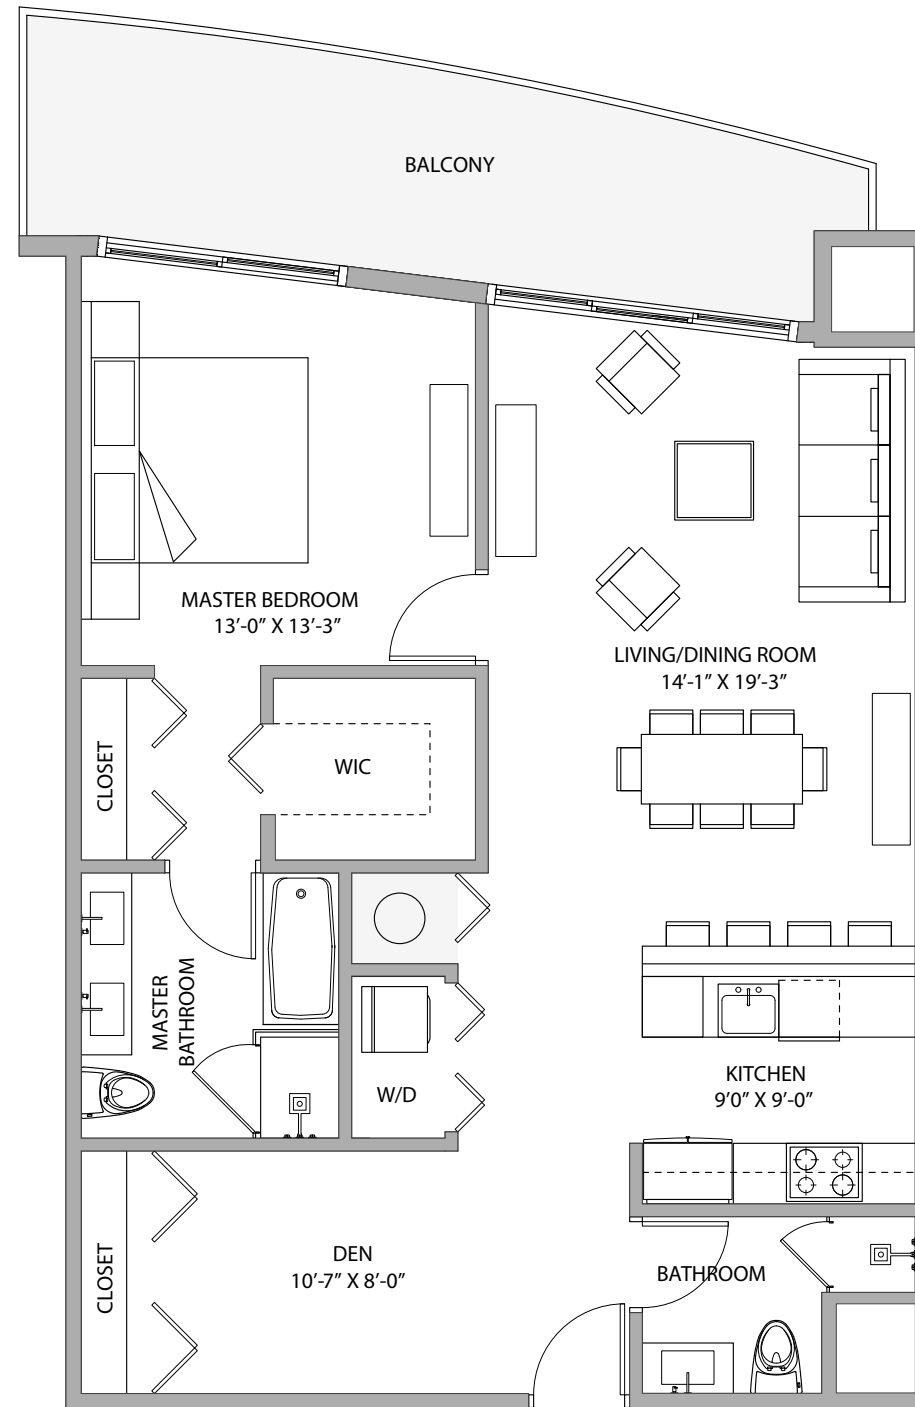 BALCONY
MASTER BEDROOM
13’-0” X 13’-3”
LIVING/DINING ROOM
14’-1” X 19’-3”
CLOSET
WIC
MASTER
BATHROOM
W/D
KITCHEN
9’0” X 9’-0”
CLOSET
DEN
10’-7” X 8’-0”
BATHROOM